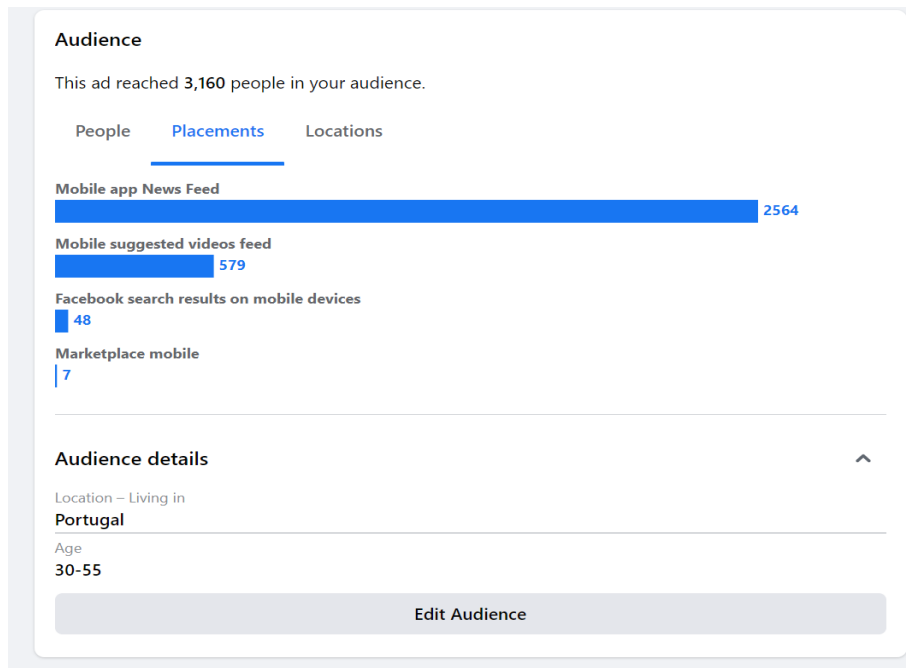 Audience
This ad reached 3,160 people in your audience.
People Placements Locations
Mobile app News Feed
2564
Mobile suggested videos feed
579
Facebook search results on mobile devices
48
Marketplace mobile
7
Audience details
Location – Living in
Portugal
Age
30-55
Edit Audience